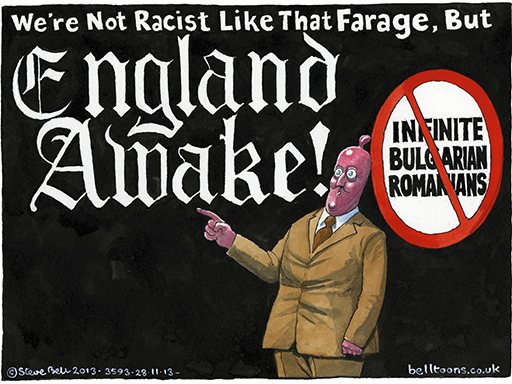 We're Not Racist Like That Farage, But
England
Awake!
INFINITE
BULGARIAN
ROMANIANS
©Steve Bell 2013-3593-28-11-13-
belltoons.co.uk